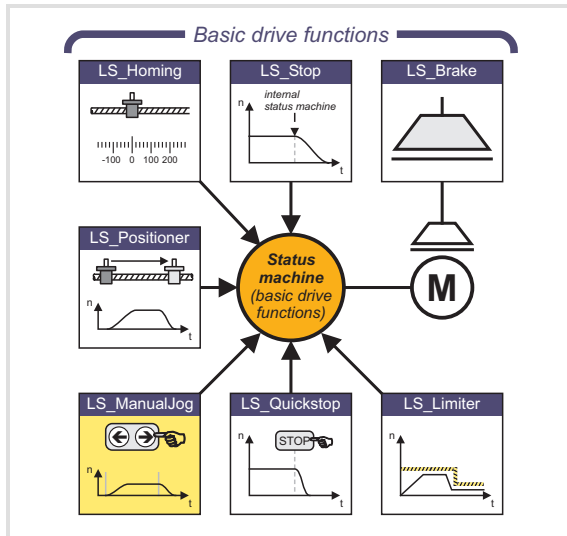 Basic drive functions
LS_Homing
-100 0 100 200
LS_Stop
internal
status machine
n
t
LS_Brake
LS_Positioner
n
t
Status
machine
(basic drive
functions)
M
LS_ManualJog
n
t
LS_Quickstop
STOP
n
t
LS_Limiter
n
t